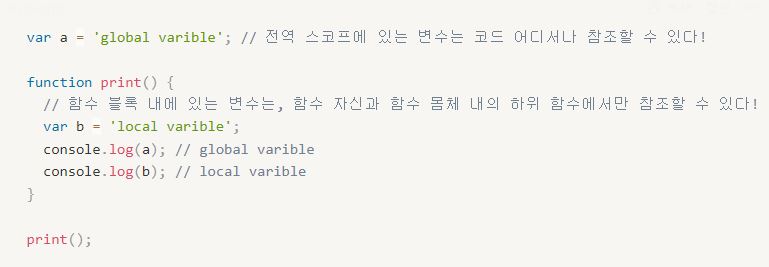 var a = 'global varible'; // 전역 스코프에 있는 변수는 코드 어디서나 참조할 수 있다!
function print() {
// 함수 블록 내에 있는 변수는, 함수 자신과 함수 몸체 내의 하위 함수에서만 참조할 수 있다!
var b = 'local varible';
console.log(a); // global varible
console.log(b); // local varible
}
print();